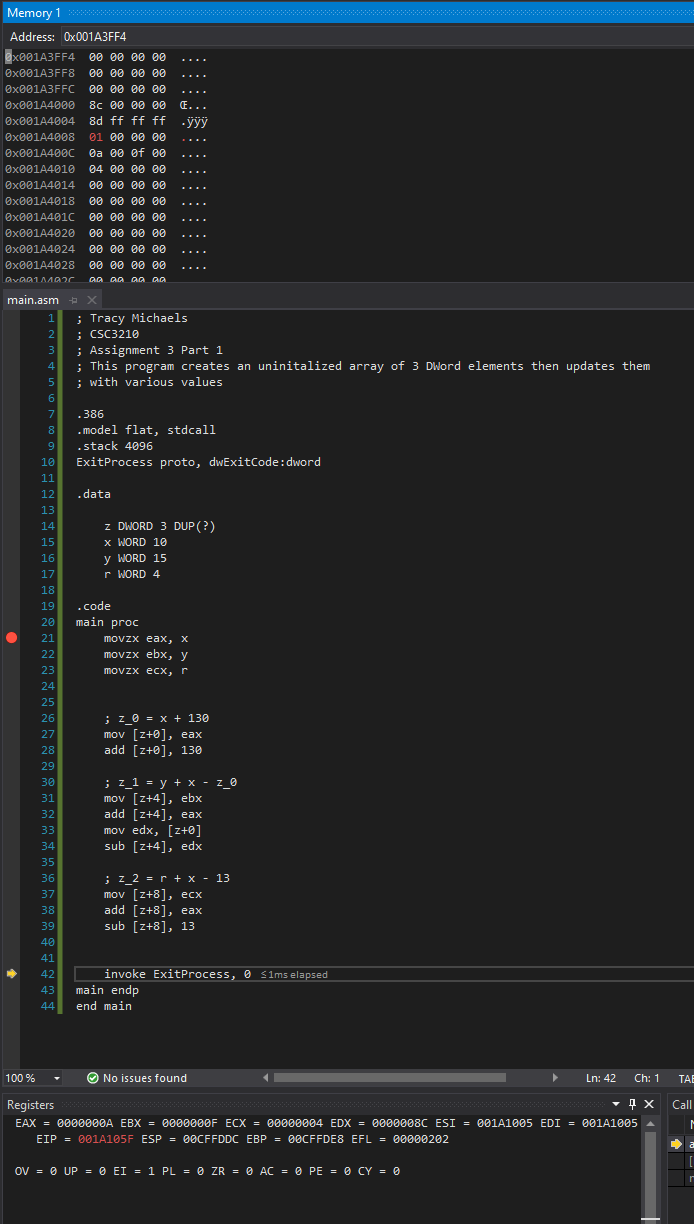 Memory 1
Address: 0x001A3FF4
0x001A3FF4 00 00 00 00 ....
0x001A3FF8 00 00 00 00 ....
0x001A3FFC 00 00 00 00 ....
0x001A4000 8c 00 00 00 Œ...
0x001A4004 8d ff ff ff .ÿÿÿ
0x001A4008 01 00 00 00 ....
0x001A400C 0a 00 0f 00 ....
0x001A4010 04 00 00 00 ....
0x001A4014 00 00 00 00 ....
0x001A4018 00 00 00 00 ....
0x001A401C 00 00 00 00 ....
0x001A4020 00 00 00 00 ....
0x001A4024 00 00 00 00 ....
0x001A4028 00 00 00 00 ....
0x001A402C 00 00 00 00
main.asm
1 ; Tracy Michaels
2 ; CSC3210
3 ; Assignment 3 Part 1
4 ; This program creates an uninitalized array of 3 DWord elements then updates them
5 ; with various values
6
7 .386
8 .model flat, stdcall
9 .stack 4096
10 ExitProcess proto, dwExitCode:dword
11
12 .data
13
14 z DWORD 3 DUP(?)
15 x WORD 10
16 y WORD 15
17 r WORD 4
18
19 .code
20 main proc
21 movzx eax, x
22 movzx ebx, y
23 movzx ecx, r
24
25
26 ; z_0 = x + 130
27 mov [z+0], eax
28 add [z+0], 130
29
30 ; z_1 = y + x - z_0
31 mov [z+4], ebx
32 add [z+4], eax
33 mov edx, [z+0]
34 sub [z+4], edx
35
36 ; z_2 = r + x - 13
37 mov [z+8], ecx
38 add [z+8], eax
39 sub [z+8], 13
40
41
42 invoke ExitProcess, 0 ≤1ms elapsed
43 main endp
44 end main
100 % No issues found Ln: 42 Ch: 1 TAB
Registers
Call
EAX = 0000000A EBX = 0000000F ECX = 00000004 EDX = 0000008C ESI = 001A1005 EDI = 001A1005
EIP = 001A105F ESP = 00CFFDDC EBP = 00CFFDE8 EFL = 00000202
OV = 0 UP = 0 EI = 1 PL = 0 ZR = 0 AC = 0 PE = 0 CY = 0